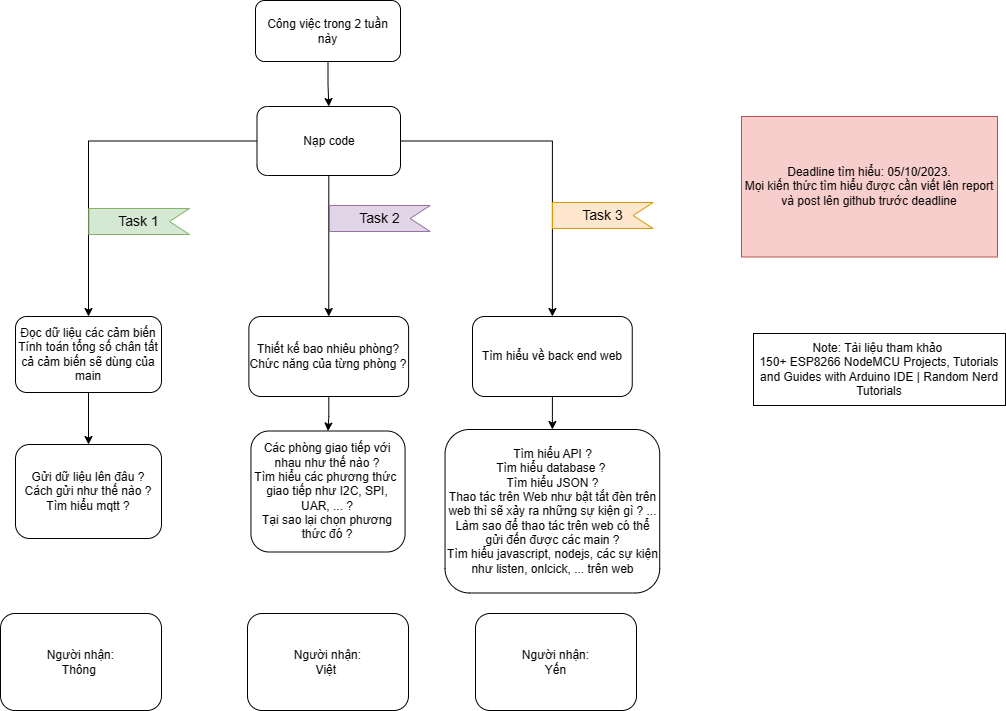 Công việc trong 2 tuần
này
Nạp code
Task 1
Task 2
Task 3
Deadline tìm hiểu: 05/10/2023.
Mọi kiến thức tìm hiểu được cần viết lên report
và post lên github trước deadline
Đọc dữ liệu các cảm biến
Tính toán tổng số chân tất
cả cảm biến sẽ dùng của
main
Thiết kế bao nhiêu phòng?
Chức năng của từng phòng ?
Tìm hiểu về back end web
Note: Tài liệu tham khảo
150+ ESP8266 NodeMCU Projects, Tutorials
and Guides with Arduino IDE | Random Nerd
Tutorials
Gửi dữ liệu lên đâu ?
Cách gửi như thế nào ?
Tìm hiểu mqtt ?
Các phòng giao tiếp với
nhau như thế nào ?
Tìm hiểu các phương thức
giao tiếp như I2C, SPI,
UAR, ... ?
Tại sao lại chọn phương
thức đó ?
Tìm hiểu API ?
Tìm hiểu database ?
Tìm hiểu JSON ?
Thao tác trên Web như bật tắt đèn trên
web thì sẽ xảy ra những sự kiện gì ? ...
Làm sao để thao tác trên web có thể
gửi đến được các main ?
Tìm hiểu javascript, nodejs, các sự kiện
như listen, onlcick, ... trên web
Người nhận:
Thông
Người nhận:
Việt
Người nhận:
Yến